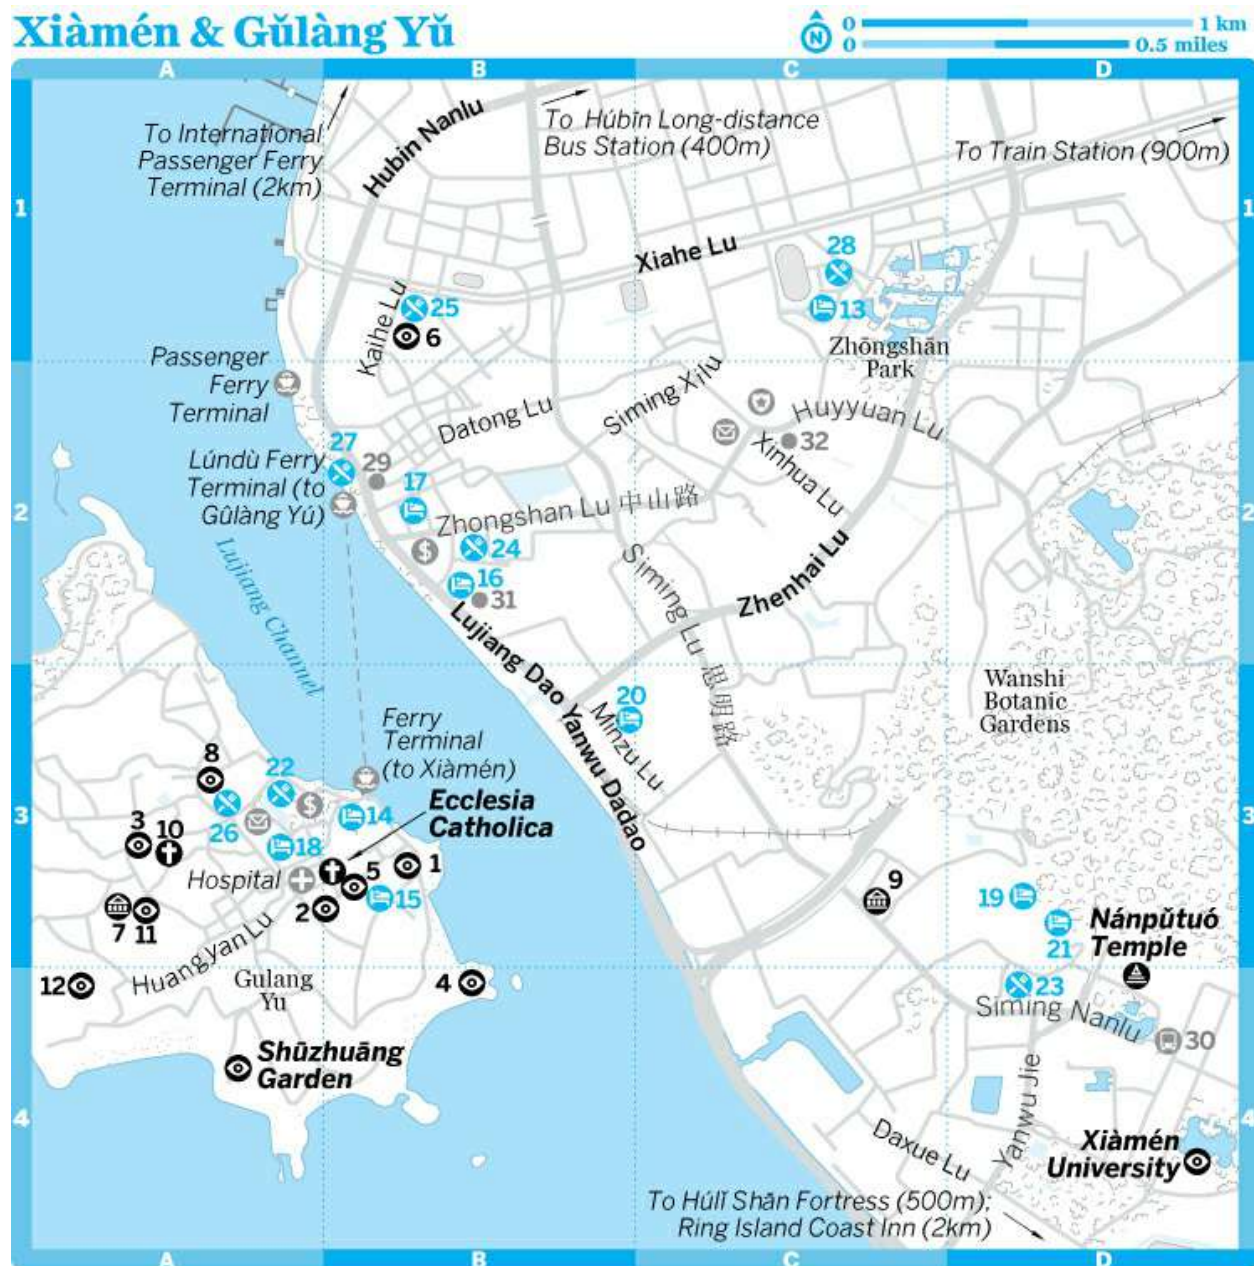 Xiàmén & Gǔlàng Yǔ
N
0
1 km
0
0.5 miles
A
B
C
D
To International
Passenger Ferry
Terminal (2km)
Hubin Nanlu
To Húbīn Long-distance
Bus Station (400m)
To Train Station (900m)
1
1
Xiahe Lu
28
13
Kaihe Lu
25
6
Zhōngshān
Park
Passenger
Ferry
Terminal
Datong Lu
Siming Xilu
Huyyuan Lu
32
Xinhua Lu
27
29
17
Lúndù Ferry
Terminal (to
Gûlàng Yú)
2
2
Zhongshan Lu 中山路
$
24
16
31
Lujiang Channel
Siming Lu 思明路
Zhenhai Lu
Lujiang Dao
Yanwu Dadao
Wanshi
Botanic
Gardens
20
Minzu Lu
Ferry
Terminal
(to Xiàmén)
8
22
$
Ecclesia
Catholica
3
3
3
10
26
14
18
Hospital
5
1
2
15
7
11
9
19
21
Nánpǔtuó
Temple
Huangyan Lu
12
Gulang
Yu
4
23
Siming Nanlu
30
Shūzhuāng
Garden
Yanwu Jie
4
4
Daxue Lu
Xiàmén
University
To Húlǐ Shān Fortress (500m);
Ring Island Coast Inn (2km)
A
B
C
D